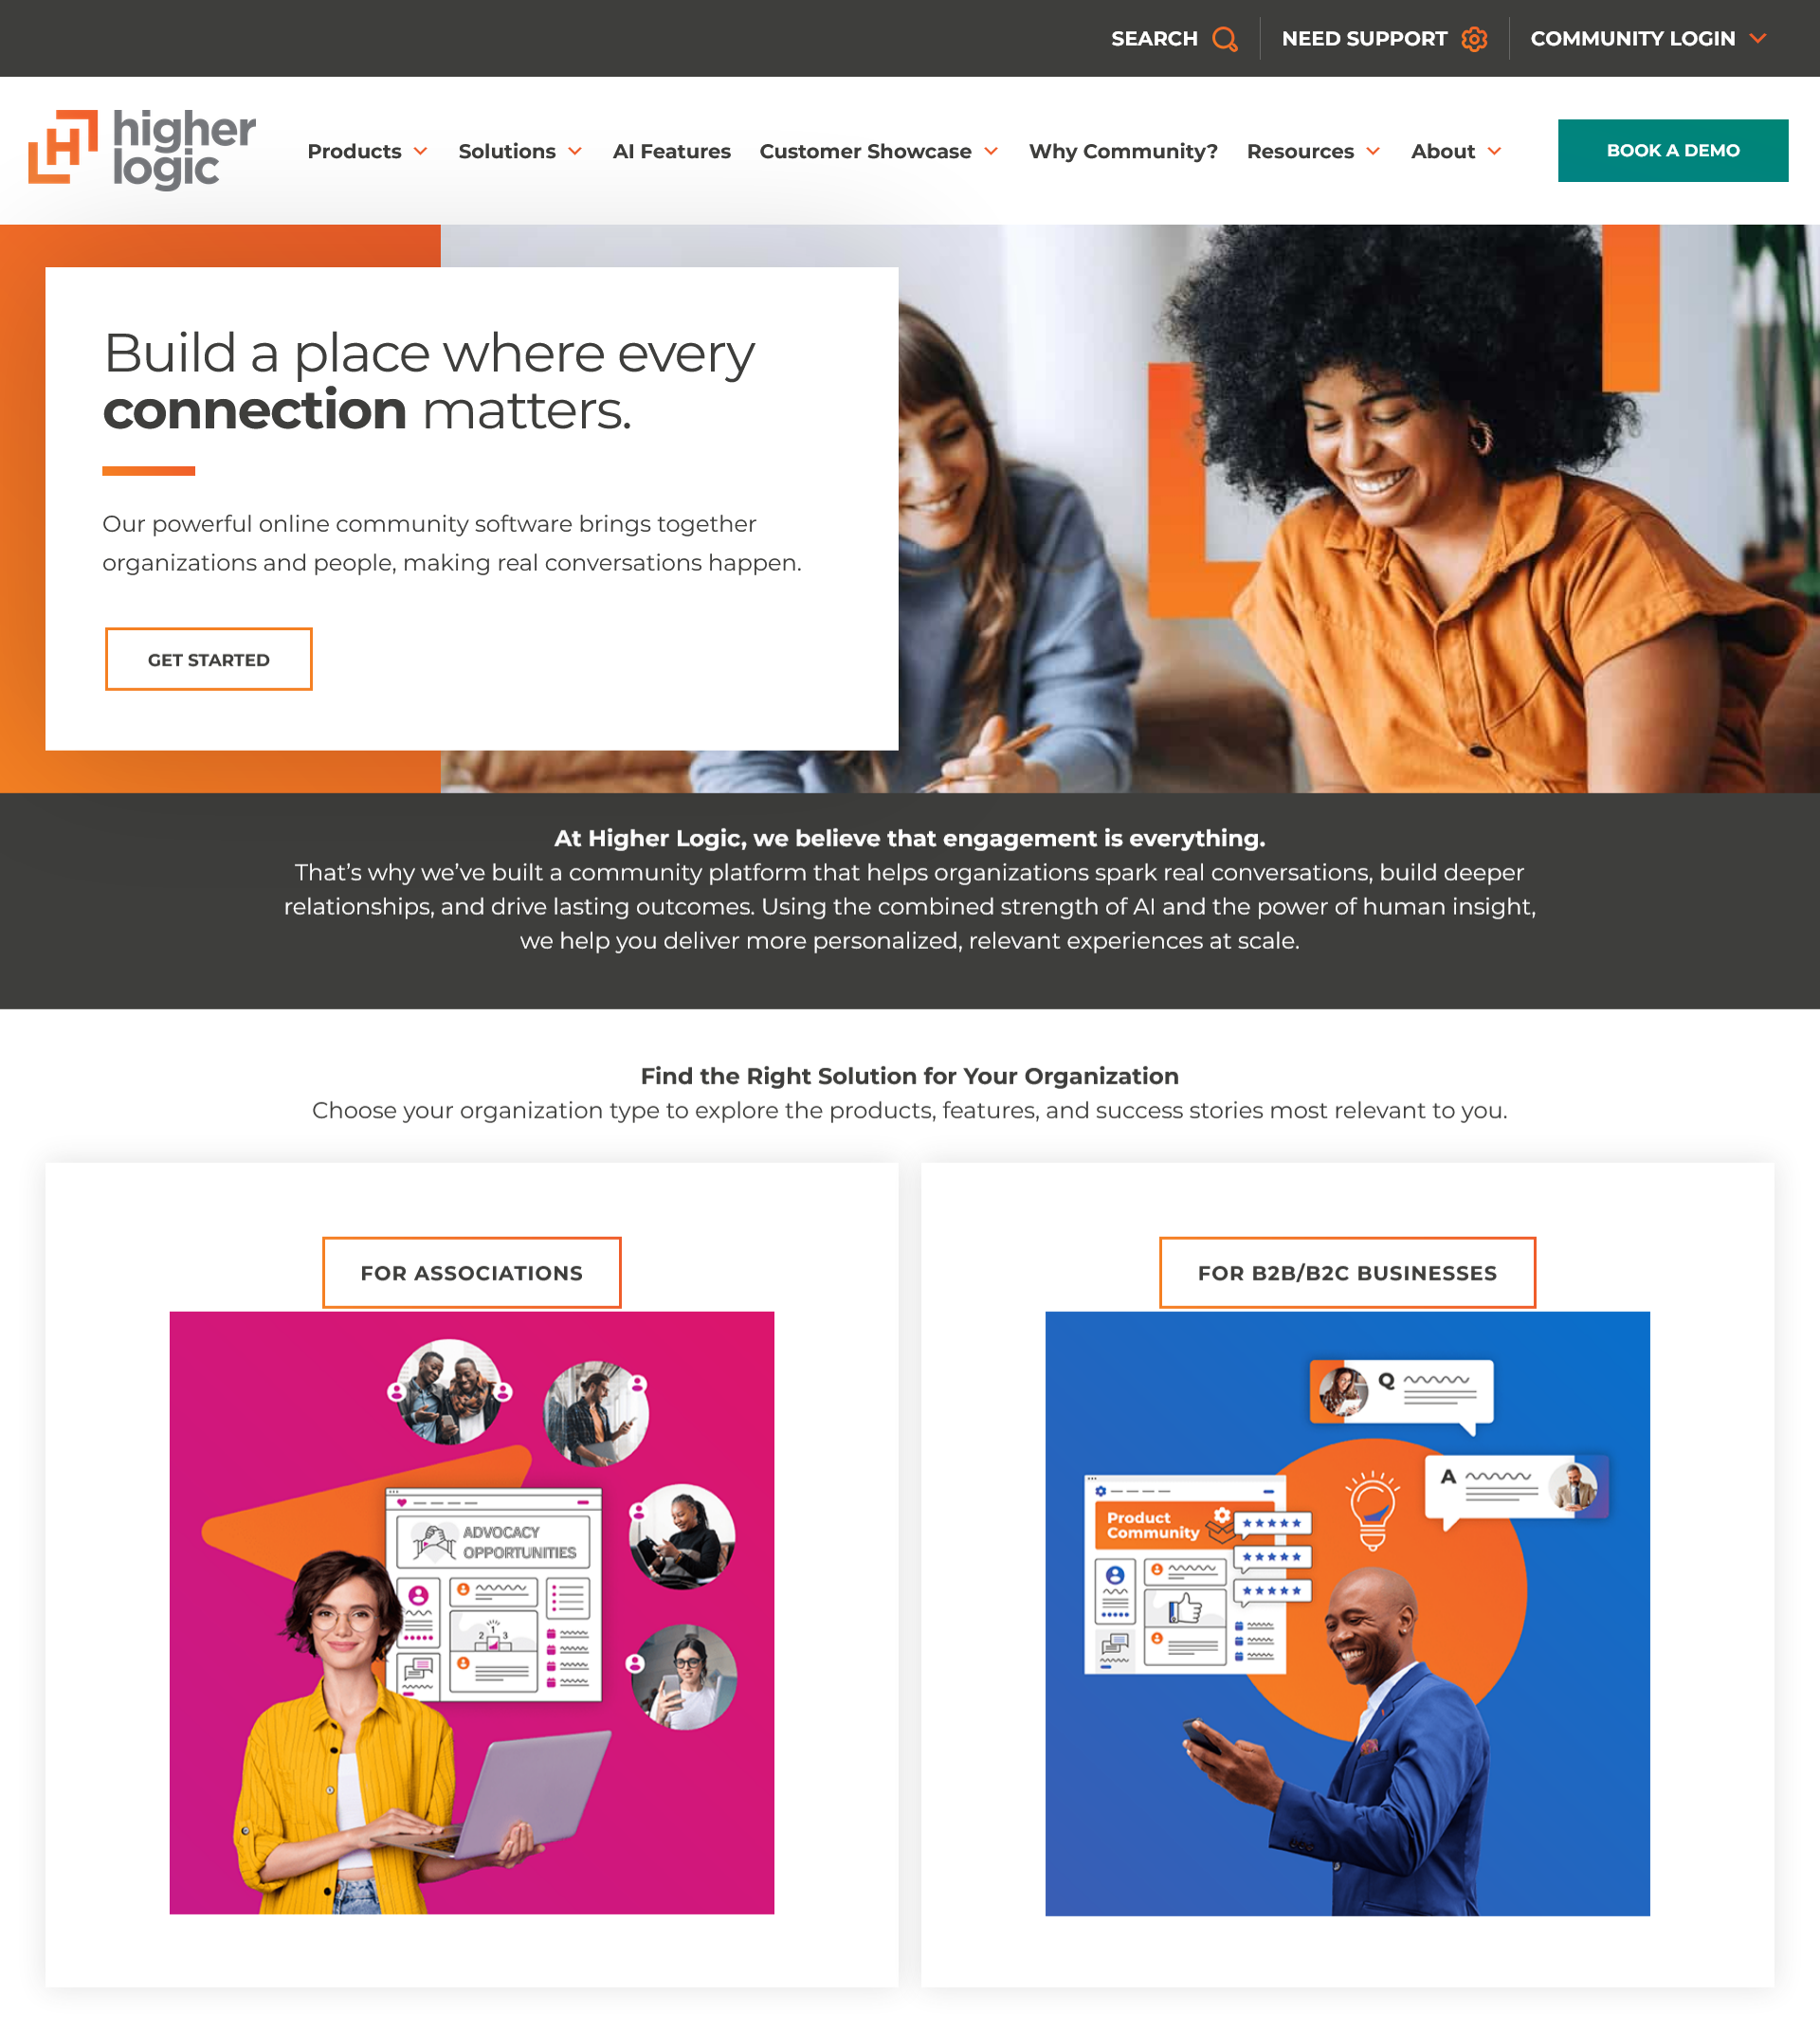 SEARCH
NEED SUPPORT
COMMUNITY LOGIN
higher
logic
Products
Solutions
AI Features
Customer Showcase
Why Community?
Resources
About
BOOK A DEMO
Build a place where every
connection matters.
Our powerful online community software brings together
organizations and people, making real conversations happen.
GET STARTED
At Higher Logic, we believe that engagement is everything.
That’s why we’ve built a community platform that helps organizations spark real conversations, build deeper
relationships, and drive lasting outcomes. Using the combined strength of AI and the power of human insight,
we help you deliver more personalized, relevant experiences at scale.
Find the Right Solution for Your Organization
Choose your organization type to explore the products, features, and success stories most relevant to you.
FOR ASSOCIATIONS
ADVOCACY
OPPORTUNITIES
2 1 3
FOR B2B/B2C BUSINESSES
Q
A
Product
Community